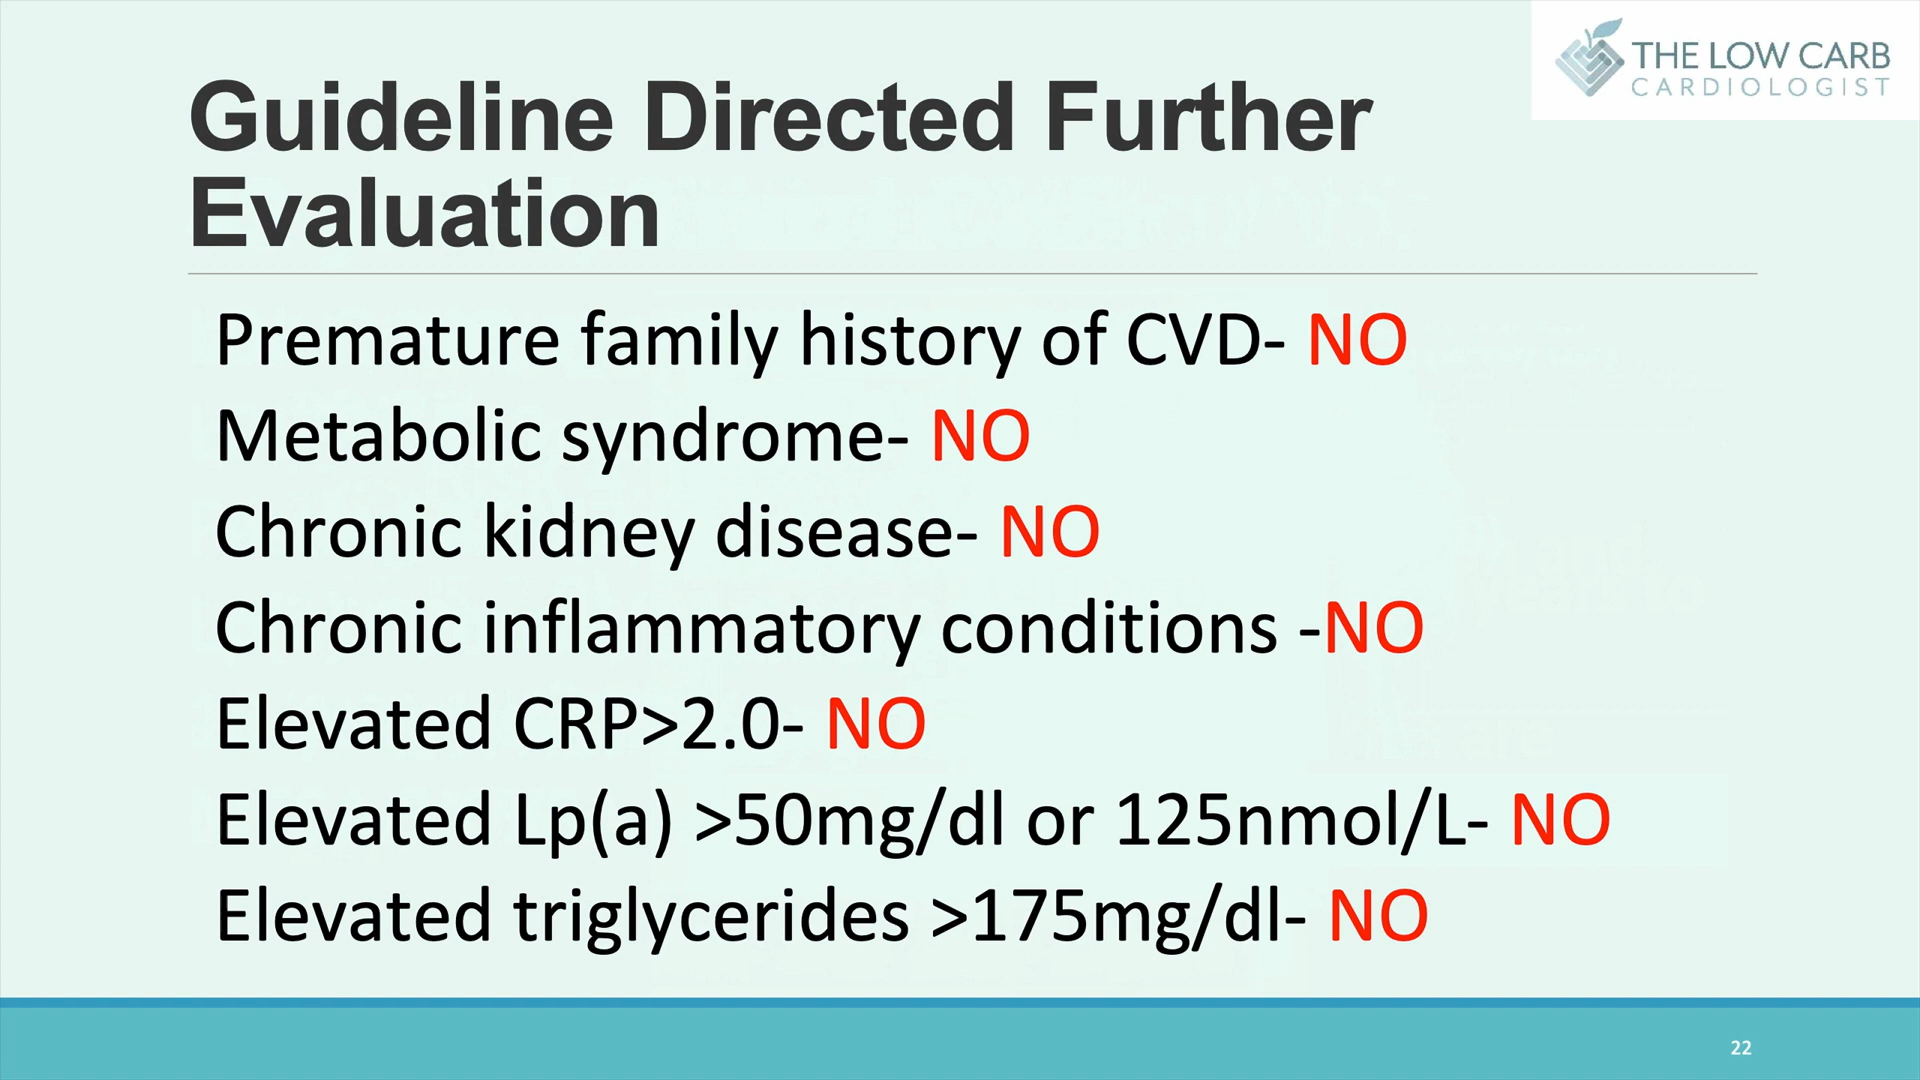 THE LOW CARB
CARDIOLOGIST
Guideline Directed Further
Evaluation
Premature family history of CVD- NO
Metabolic syndrome- NO
Chronic kidney disease- NO
Chronic inflammatory conditions -NO
Elevated CRP>2.0- NO
Elevated Lp(a) >50mg/dl or 125nmol/L- NO
Elevated triglycerides >175mg/dl- NO
22